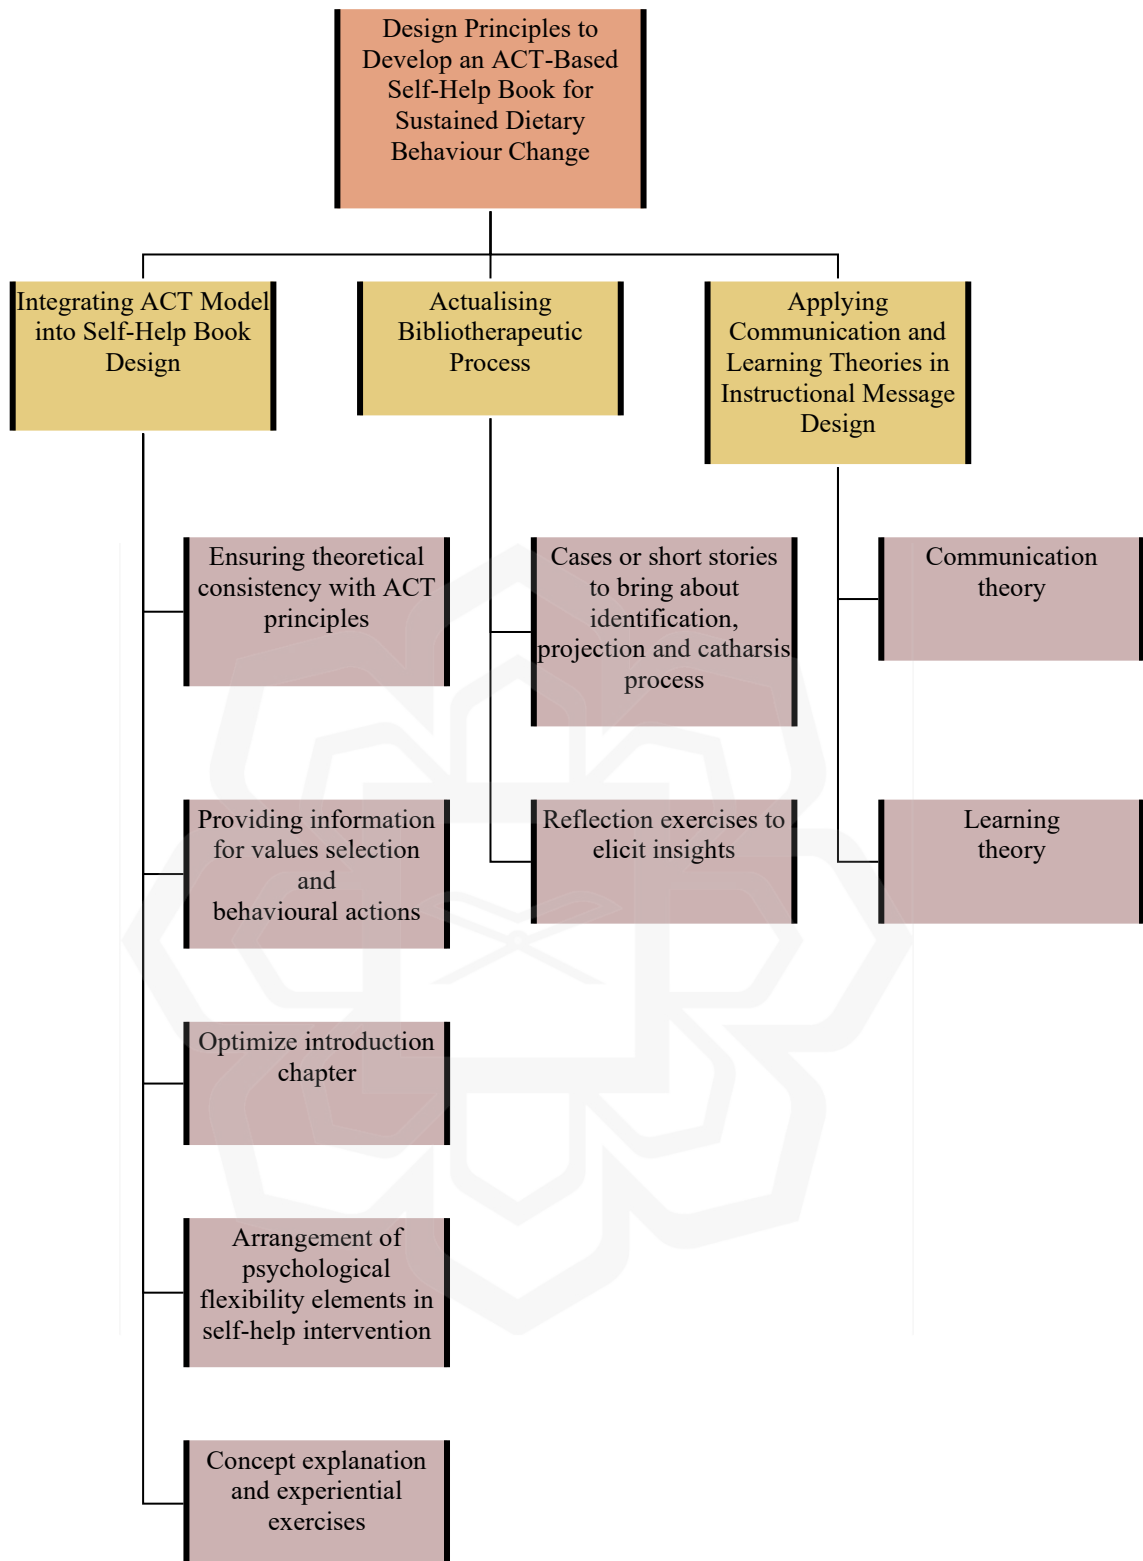 Design Principles to
Develop an ACT-Based
Self-Help Book for
Sustained Dietary
Behaviour Change
Integrating ACT Model
into Self-Help Book
Design
Actualising
Bibliotherapeutic
Process
Applying
Communication and
Learning Theories in
Instructional Message
Design
Ensuring theoretical
consistency with ACT
principles
Providing information
for values selection
and
behavioural actions
Optimize introduction
chapter
Arrangement of
psychological
flexibility elements in
self-help intervention
Concept explanation
and experiential
exercises
Cases or short stories
to bring about
identification,
projection and catharsis
process
Reflection exercises to
elicit insights
Communication
theory
Learning
theory